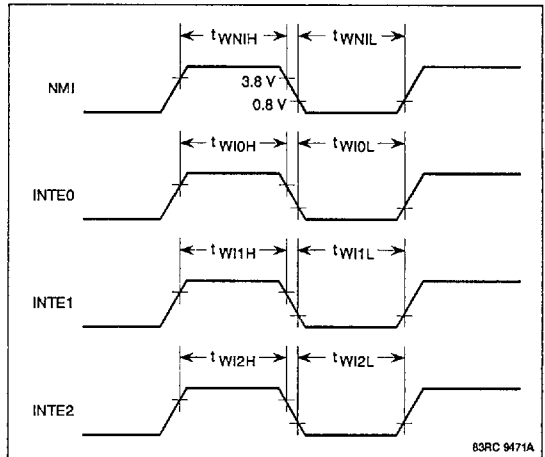 tWNIH tWNIL
NMI
3.8 V
0.8 V
tWI0H tWI0L
INTE0
tWI1H tWI1L
INTE1
tWI2H tWI2L
INTE2
83RC 9471A